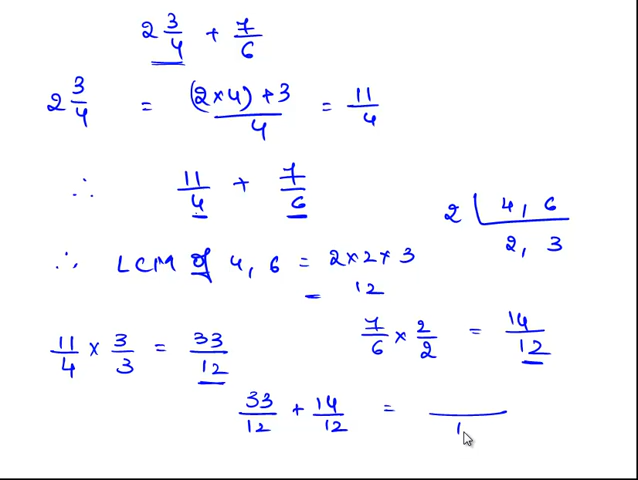 2 3/4 + 7/6
2 3/4 = (2×4)+3/4 = 11/4
∴ 11/4 + 7/6
2 | 4, 6
2, 3
∴ LCM of 4, 6 = 2×2×3
= 12
11/4 × 3/3 = 33/12
7/6 × 2/2 = 14/12
33/12 + 14/12 = /1